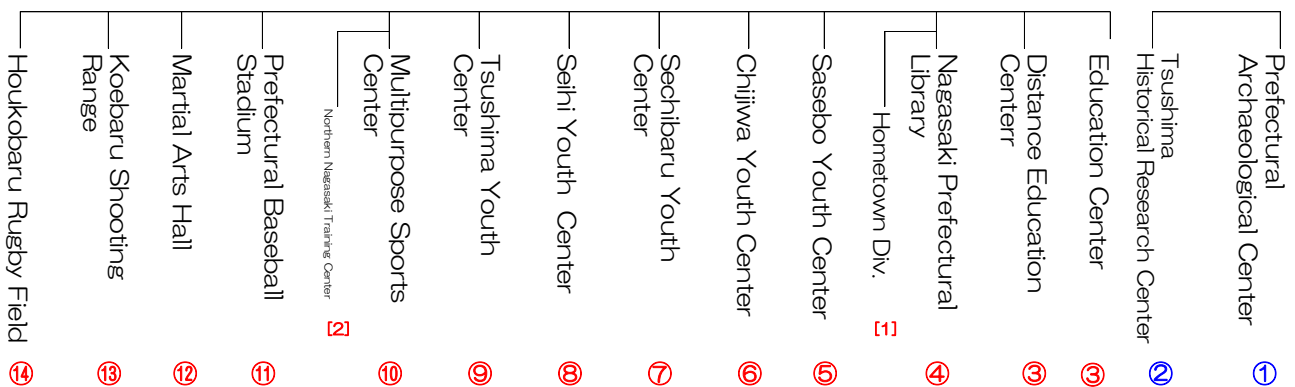 Prefectural
Archaeological Center
①
Tsushima
Historical Research Center
②
Education Center
③
Distance Education
Centerr
③
Nagasaki Prefectural
Library
④
Hometown Div.
[1]
Sasebo Youth Center
⑤
Chijiwa Youth Center
⑥
Sechibaru Youth
Center
⑦
Seihi Youth Center
⑧
Tsushima Youth
Center
⑨
Multipurpose Sports
Center
⑩
Northern Nagasaki Training Center
[2]
Prefectural Baseball
Stadium
⑪
Martial Arts Hall
⑫
Koebaru Shooting
Range
⑬
Houkobaru Rugby Field
⑭